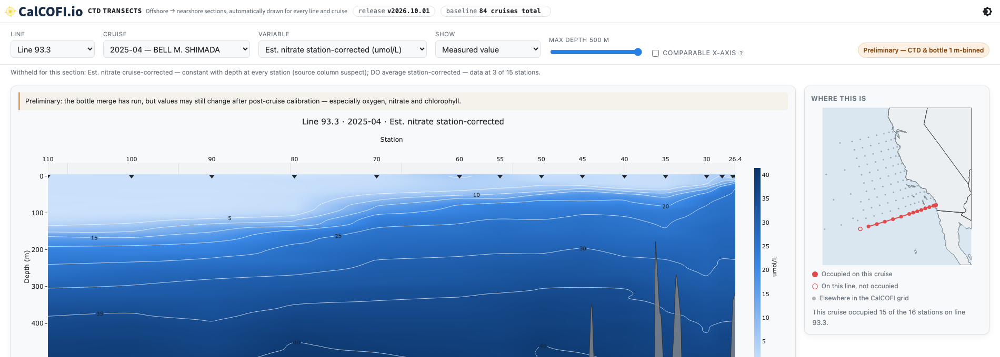 CalCOFI.io CTD TRANSECTS Offshore → nearshore sections, automatically drawn for every line and cruise release v2026.10.01 baseline 84 cruises total
LINE CRUISE VARIABLE SHOW MAX DEPTH 500 M
Line 93.3 2025-04 — BELL M. SHIMADA Est. nitrate station-corrected (umol/L) Measured value COMPARABLE X-AXIS ? Preliminary — CTD & bottle 1 m-binned
Withheld for this section: Est. nitrate cruise-corrected — constant with depth at every station (source column suspect); DO average station-corrected — data at 3 of 15 stations.
Preliminary: the bottle merge has run, but values may still change after post-cruise calibration — especially oxygen, nitrate and chlorophyll.
Line 93.3 · 2025-04 · Est. nitrate station-corrected
Station
110 100 90 80 70 60 55 50 45 40 35 30 26.4
0
100
200
300
400
Depth (m)
5
10
15
20
25
30
35
40
40
40
35
30
25
20
15
10
5
umol/L
WHERE THIS IS
Occupied on this cruise
On this line, not occupied
Elsewhere in the CalCOFI grid
This cruise occupied 15 of the 16 stations on line
93.3.